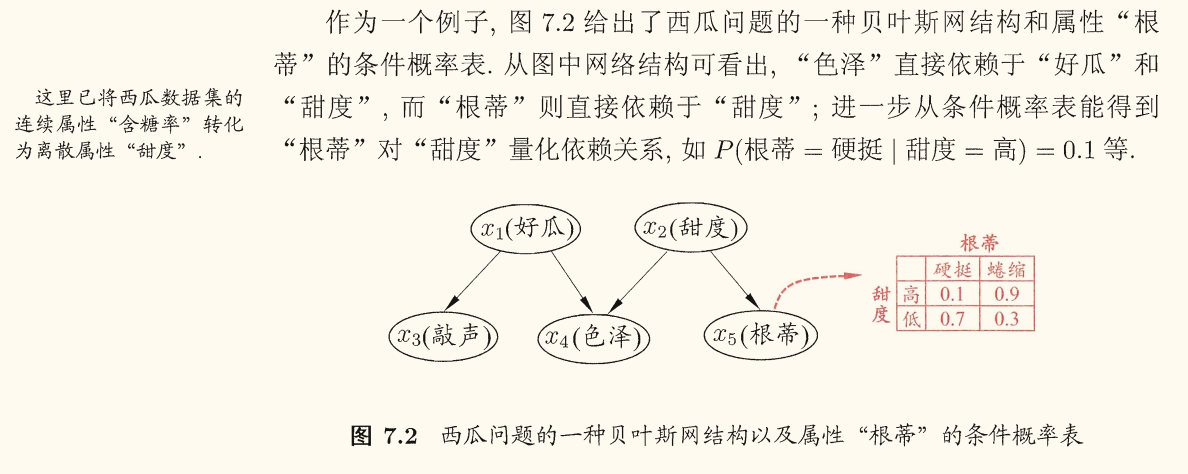 作为一个例子, 图 7.2 给出了西瓜问题的一种贝叶斯网结构和属性“根
蒂”的条件概率表. 从图中网络结构可看出, “色泽”直接依赖于“好瓜”和
“甜度”, 而“根蒂”则直接依赖于“甜度”; 进一步从条件概率表能得到
“根蒂”对“甜度”量化依赖关系, 如 P(根蒂 = 硬挺 | 甜度 = 高) = 0.1 等.
这里已将西瓜数据集的
连续属性“含糖率”转化
为离散属性“甜度”.
x₁(好瓜) x₂(甜度)
x₃(敲声) x₄(色泽) x₅(根蒂)
根蒂
硬挺 蜷缩
甜度
高 0.1 0.9
低 0.7 0.3
图 7.2 西瓜问题的一种贝叶斯网结构以及属性“根蒂”的条件概率表